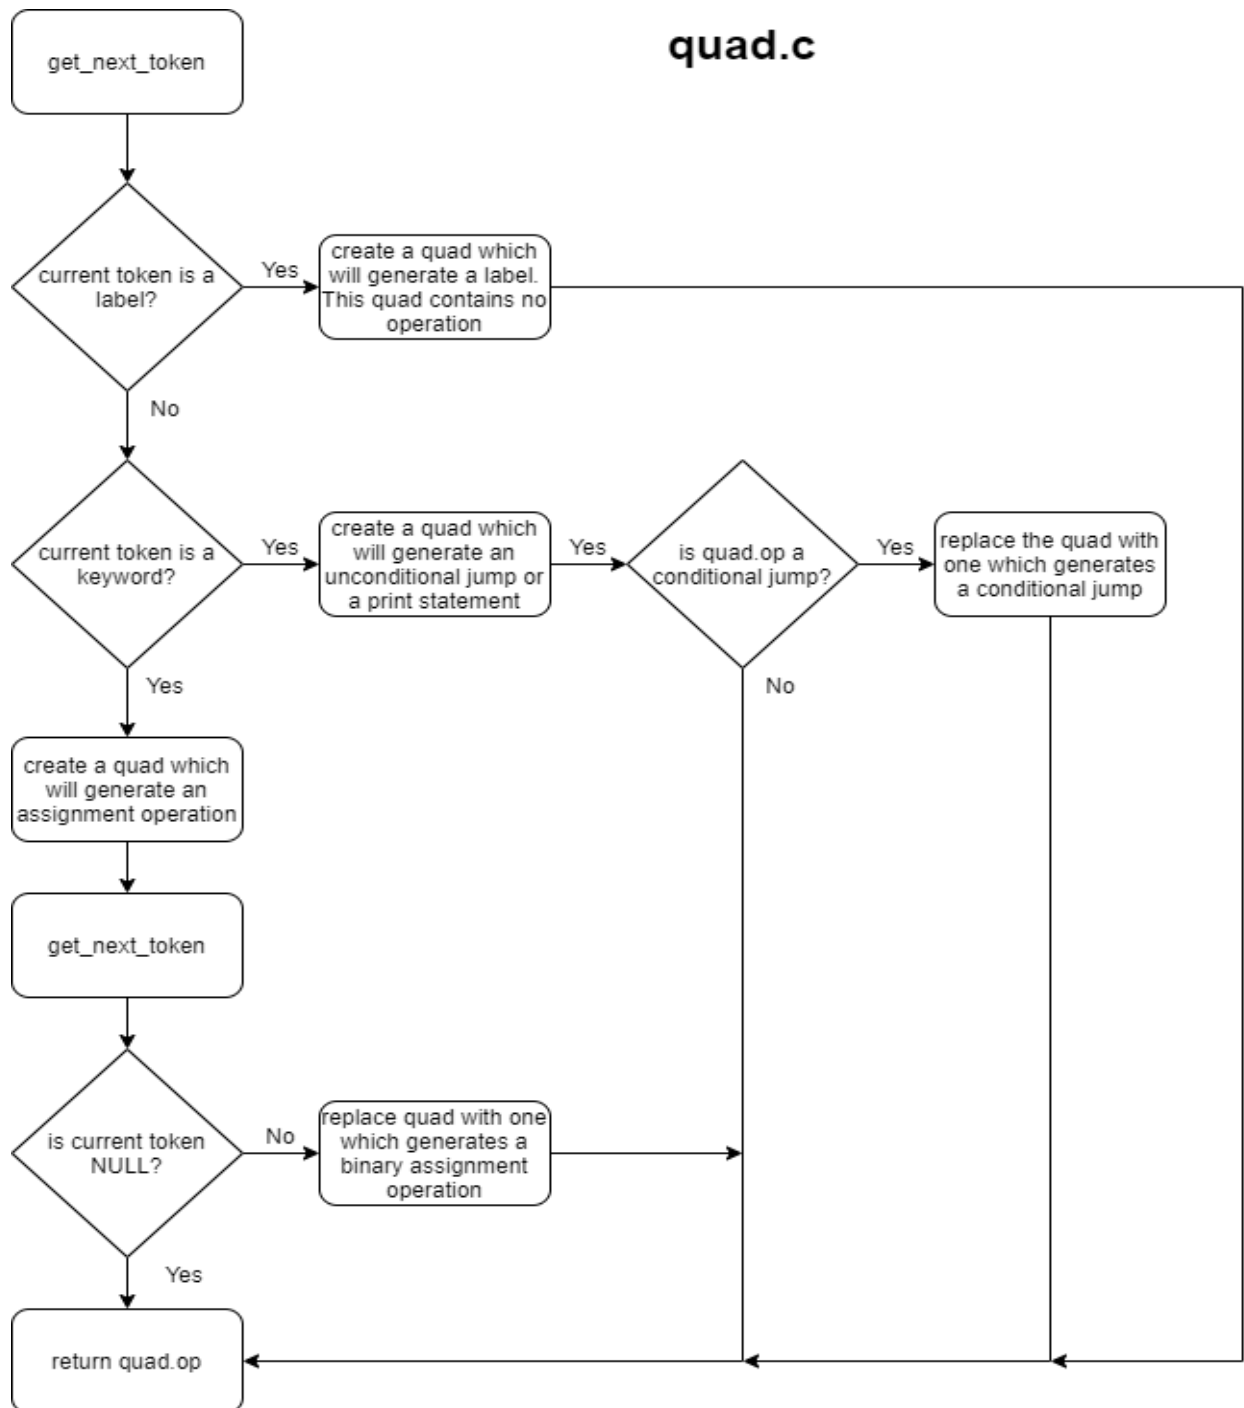 quad.c
get_next_token
current token is a
label?
Yes
create a quad which
will generate a label.
This quad contains no
operation
No
current token is a
keyword?
Yes
create a quad which
will generate an
unconditional jump or
a print statement
Yes
is quad.op a
conditional jump?
Yes
replace the quad with
one which generates
a conditional jump
Yes
No
create a quad which
will generate an
assignment operation
get_next_token
is current token
NULL?
No
replace quad with one
which generates a
binary assignment
operation
Yes
return quad.op